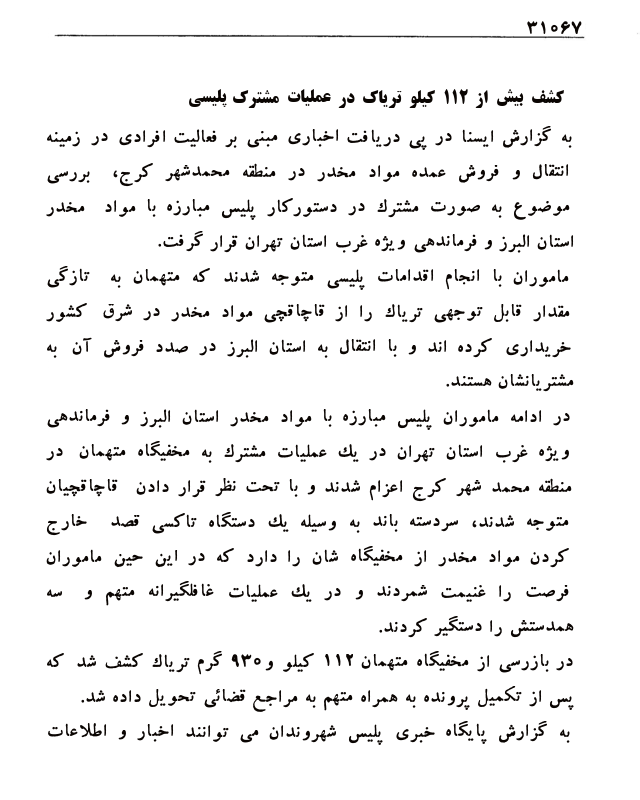 ۳۱۰۶۷
کشف بیش از ۱۱۲ کیلو تریاک در عملیات مشترک پلیسی
به گزارش ایسنا در پی دریافت اخباری مبنی بر فعالیت افرادی در زمینه
انتقال و فروش عمده مواد مخدر در منطقه محمدشهر کرج، بررسی
موضوع به صورت مشترك در دستورکار پلیس مبارزه با مواد مخدر
استان البرز و فرماندهی ویژه غرب استان تهران قرار گرفت.
ماموران با انجام اقدامات پلیسی متوجه شدند که متهمان به تازگی
مقدار قابل توجهی تریاك را از قاچاقچی مواد مخدر در شرق کشور
خریداری کرده اند و با انتقال به استان البرز در صدد فروش آن به
مشتریانشان هستند.
در ادامه ماموران پلیس مبارزه با مواد مخدر استان البرز و فرماندهی
ویژه غرب استان تهران در یك عملیات مشترك به مخفیگاه متهمان در
منطقه محمد شهر کرج اعزام شدند و با تحت نظر قرار دادن قاچاقچیان
متوجه شدند، سردسته باند به وسیله یك دستگاه تاکسی قصد خارج
کردن مواد مخدر از مخفیگاه شان را دارد که در این حین ماموران
فرصت را غنیمت شمردند و در یك عملیات غافلگیرانه متهم و سه
همدستش را دستگیر کردند.
در بازرسی از مخفیگاه متهمان ۱۱۲ کیلو و ۹۳۰ گرم تریاك کشف شد که
پس از تکمیل پرونده به همراه متهم به مراجع قضائی تحویل داده شد.
به گزارش پایگاه خبری پلیس شهروندان می توانند اخبار و اطلاعات